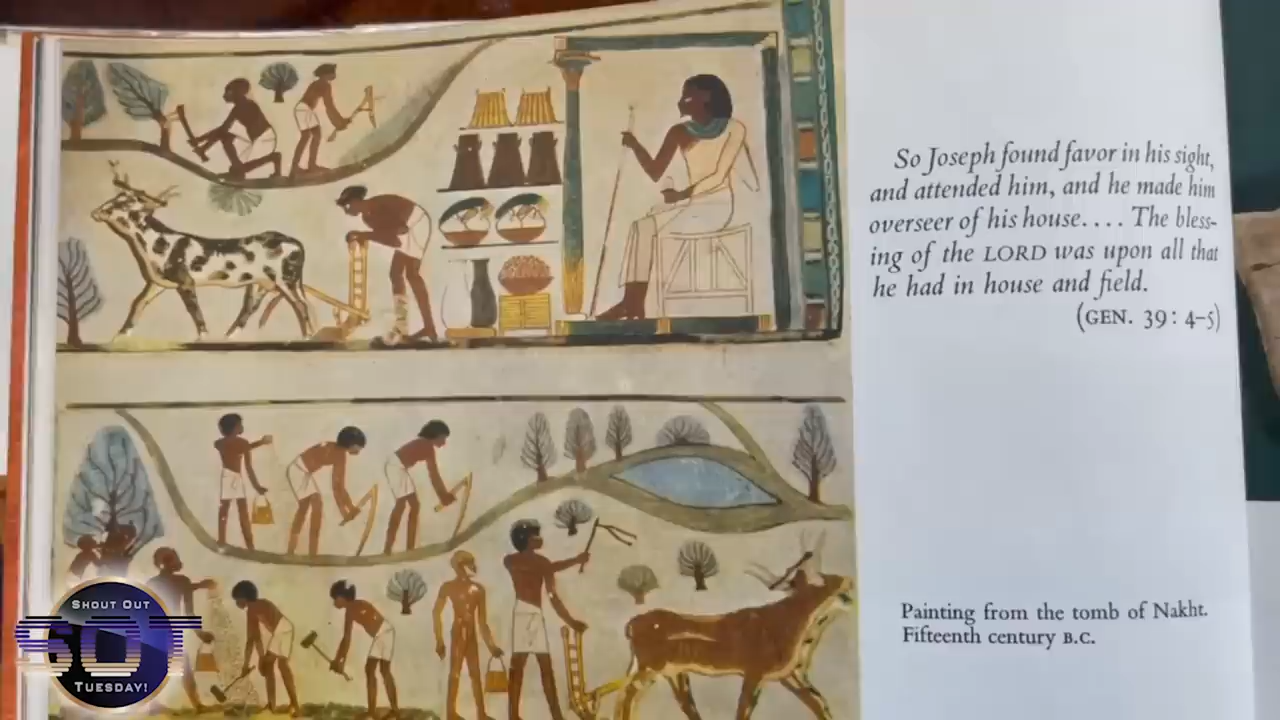 So Joseph found favor in his sight,
and attended him, and he made him
overseer of his house.... The bless-
ing of the LORD was upon all that
he had in house and field.
(GEN. 39: 4-5)
Painting from the tomb of Nakht.
Fifteenth century B.C.
SHOUT OUT
SOT
TUESDAY!